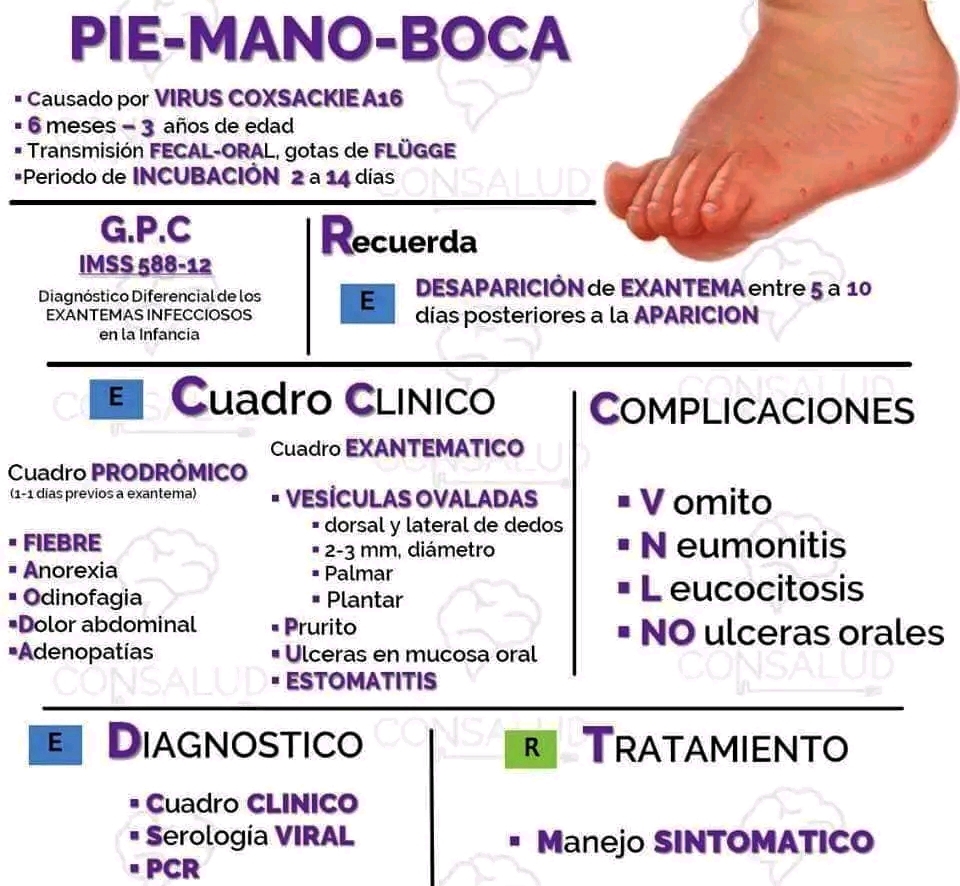 PIE-MANO-BOCA
▪ Causado por VIRUS COXSACKIE A16
▪ 6 meses – 3 años de edad
▪ Transmisión FECAL-ORAL, gotas de FLÜGGE
▪Periodo de INCUBACIÓN 2 a 14 días
G.P.C
IMSS 588-12
Diagnóstico Diferencial de los
EXANTEMAS INFECCIOSOS
en la Infancia
Recuerda
E
DESAPARICIÓN de EXANTEMA entre 5 a 10
días posteriores a la APARICION
E
Cuadro CLINICO
Cuadro PRODRÓMICO
(1-1 días previos a exantema)
▪ FIEBRE
▪ Anorexia
▪ Odinofagia
▪Dolor abdominal
▪Adenopatías
Cuadro EXANTEMATICO
▪ VESÍCULAS OVALADAS
▪ dorsal y lateral de dedos
▪ 2-3 mm, diámetro
▪ Palmar
▪ Plantar
▪ Prurito
▪ Ulceras en mucosa oral
▪ ESTOMATITIS
COMPLICACIONES
▪ V omito
▪ N eumonitis
▪ L eucocitosis
▪ NO ulceras orales
E
DIAGNOSTICO
▪ Cuadro CLINICO
▪ Serología VIRAL
▪ PCR
R
TRATAMIENTO
▪ Manejo SINTOMATICO
CONSALUD
CONSALUD
CONSALUD
CONSALUD
CONSALUD
CONSALUD